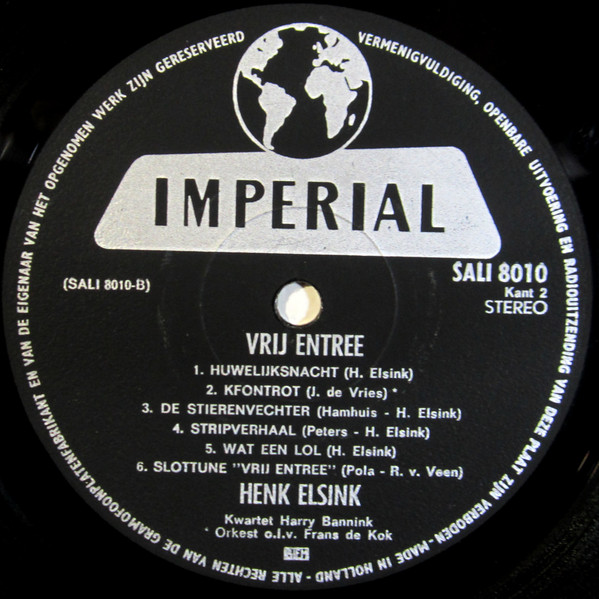 ALLE RECHTEN VAN DE GRAMOFOONPLATENFABRIKANT EN VAN DE EIGENAAR VAN HET OPGENOMEN WERK ZIJN GERESERVEERD
VERMENIGVULDIGING, OPENBARE UITVOERING EN RADIOUITZENDING VAN DEZE PLAAT ZIJN VERBODEN - MADE IN HOLLAND -
IMPERIAL
(SALI 8010-B)
SALI 8010
Kant 2
STEREO
VRIJ ENTREE
1. HUWELIJKSNACHT (H. Elsink)
2. KFONTROT (J. de Vries) *
3. DE STIERENVECHTER (Hamhuis - H. Elsink)
4. STRIPVERHAAL (Peters - H. Elsink)
5. WAT EEN LOL (H. Elsink)
6. SLOTTUNE "VRIJ ENTREE" (Pola - R. v. Veen)
HENK ELSINK
Kwartet Harry Bannink
* Orkest o.l.v. Frans de Kok